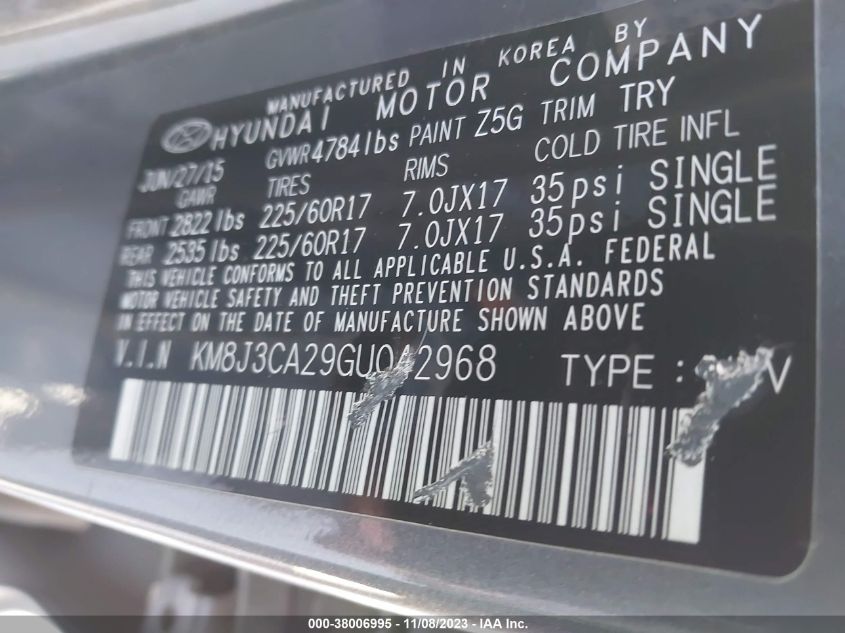 MANUFACTURED IN KOREA BY
HYUNDAI MOTOR COMPANY
JUN/27/15 GVWR 4784 lbs PAINT Z5G TRIM TRY
GAWR TIRES RIMS COLD TIRE INFL
FRONT 2822 lbs 225/60R17 7.0JX17 35psi SINGLE
REAR 2535 lbs 225/60R17 7.0JX17 35psi SINGLE
THIS VEHICLE CONFORMS TO ALL APPLICABLE U.S.A. FEDERAL
MOTOR VEHICLE SAFETY AND THEFT PREVENTION STANDARDS
IN EFFECT ON THE DATE OF MANUFACTURE SHOWN ABOVE
V.I.N KM8J3CA29GU042968 TYPE : V
000-38006995 - 11/08/2023 - IAA Inc.